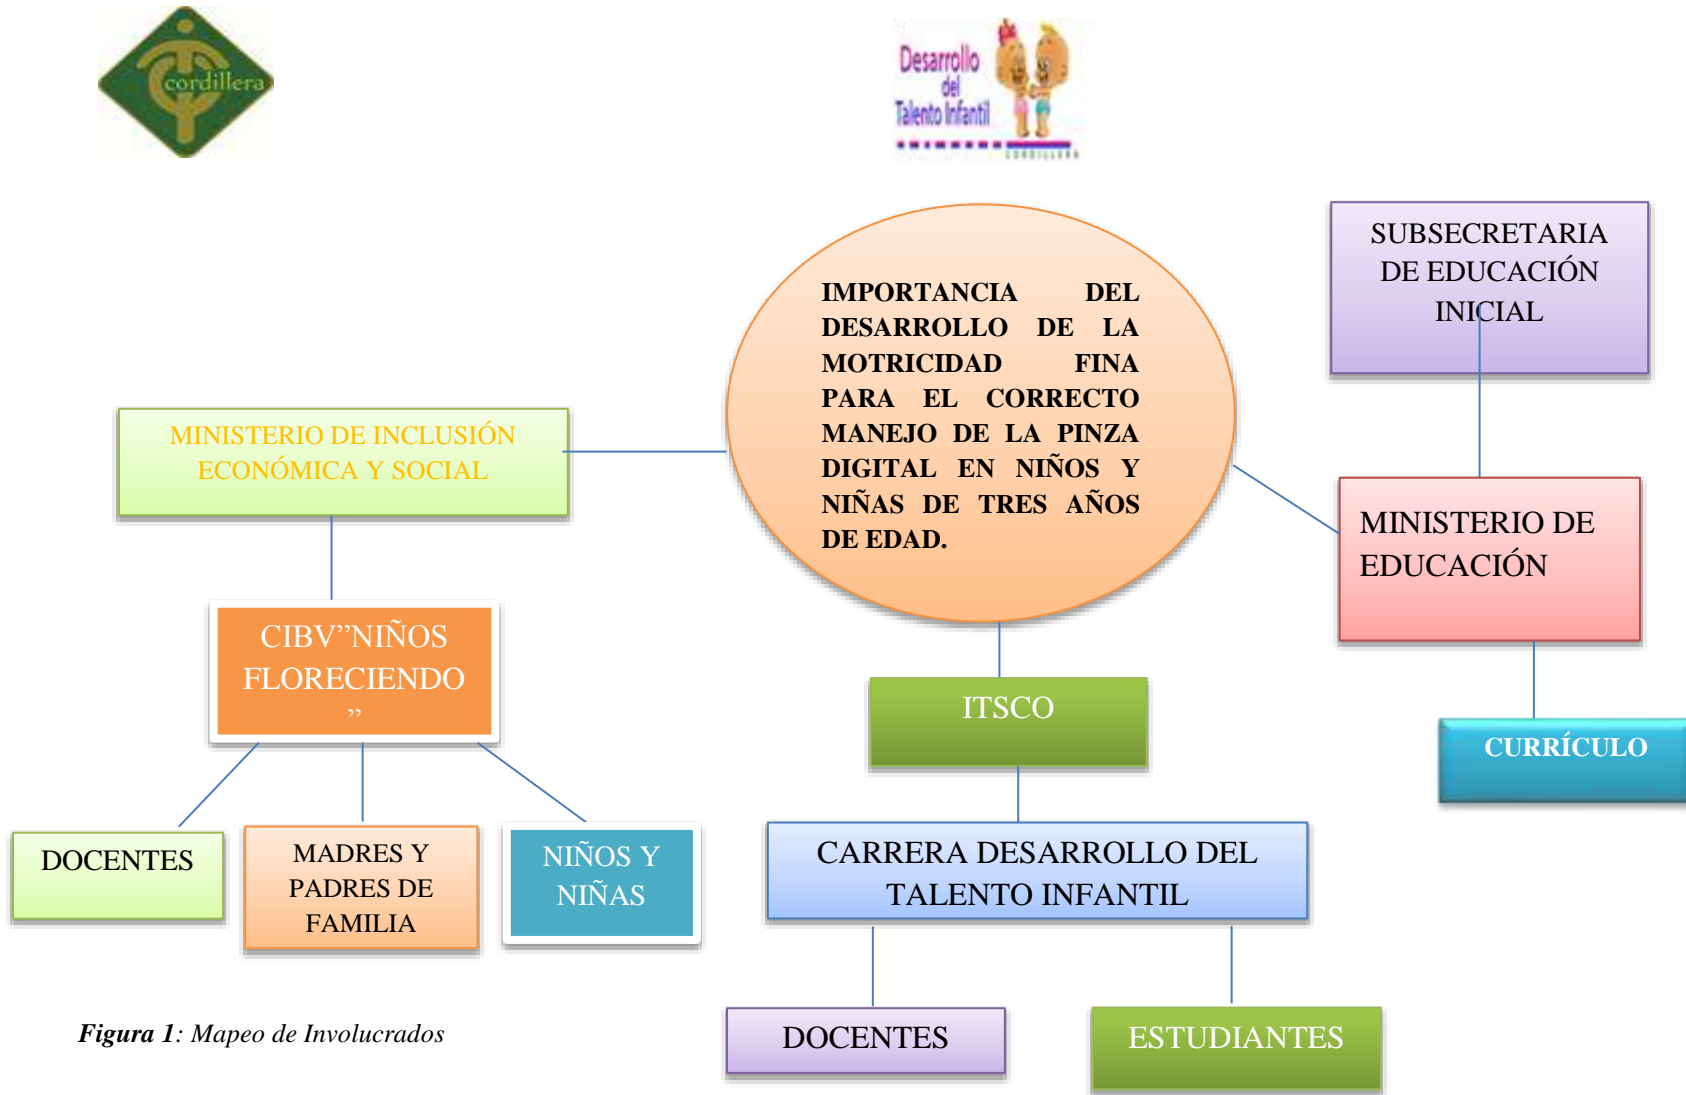 cordillera
Desarrollo
del
Talento Infantil
CORDILLERA
SUBSECRETARIA
DE EDUCACIÓN
INICIAL
IMPORTANCIA DEL
DESARROLLO DE LA
MOTRICIDAD FINA
PARA EL CORRECTO
MANEJO DE LA PINZA
DIGITAL EN NIÑOS Y
NIÑAS DE TRES AÑOS
DE EDAD.
MINISTERIO DE INCLUSIÓN
ECONÓMICA Y SOCIAL
MINISTERIO DE
EDUCACIÓN
CIBV”NIÑOS
FLORECIENDO
”
ITSCO
CURRÍCULO
DOCENTES
MADRES Y
PADRES DE
FAMILIA
NIÑOS Y
NIÑAS
CARRERA DESARROLLO DEL
TALENTO INFANTIL
DOCENTES
ESTUDIANTES
Figura 1: Mapeo de Involucrados